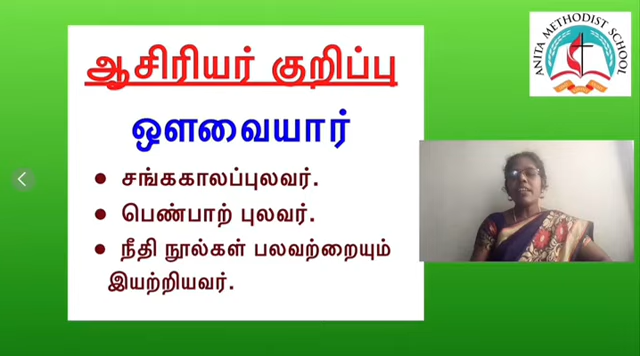 ஆசிரியர் குறிப்பு
ஔவையார்
• சங்ககாலப்புலவர்.
• பெண்பாற் புலவர்.
• நீதி நூல்கள் பலவற்றையும்
இயற்றியவர்.
ANITA METHODIST SCHOOL